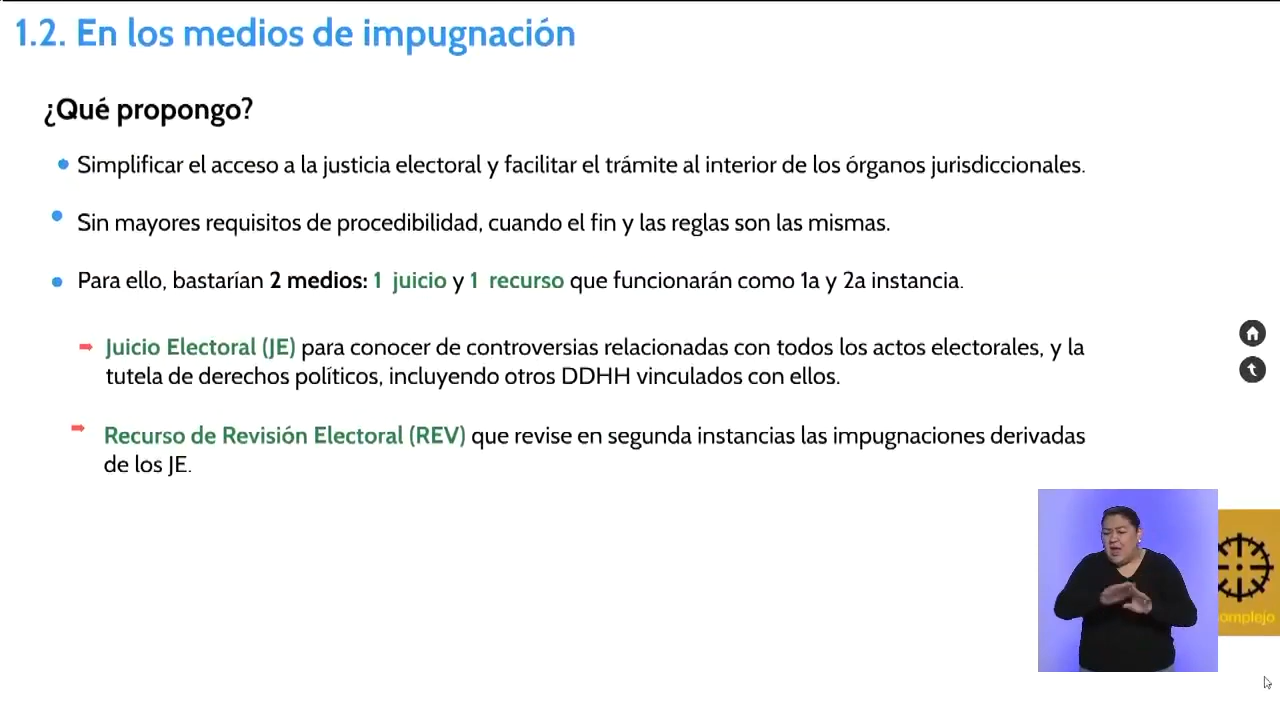 1.2. En los medios de impugnación
¿Qué propongo?
Simplificar el acceso a la justicia electoral y facilitar el trámite al interior de los órganos jurisdiccionales.
Sin mayores requisitos de procedibilidad, cuando el fin y las reglas son las mismas.
Para ello, bastarían 2 medios: 1 juicio y 1 recurso que funcionarán como 1a y 2a instancia.
Juicio Electoral (JE) para conocer de controversias relacionadas con todos los actos electorales, y la
tutela de derechos políticos, incluyendo otros DDHH vinculados con ellos.
Recurso de Revisión Electoral (REV) que revise en segunda instancias las impugnaciones derivadas
de los JE.
omplejo